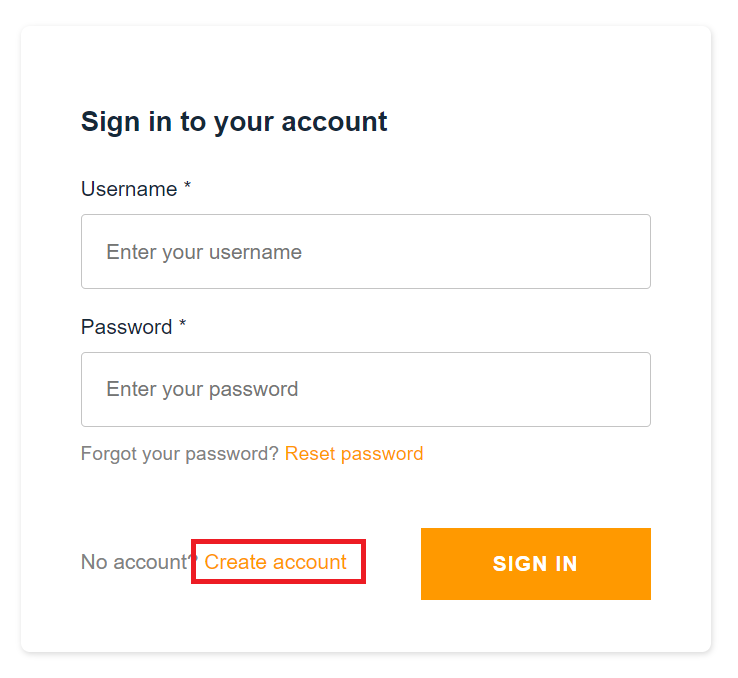 Sign in to your account
Username *
Enter your username
Password *
Enter your password
Forgot your password? Reset password
No account? Create account
SIGN IN